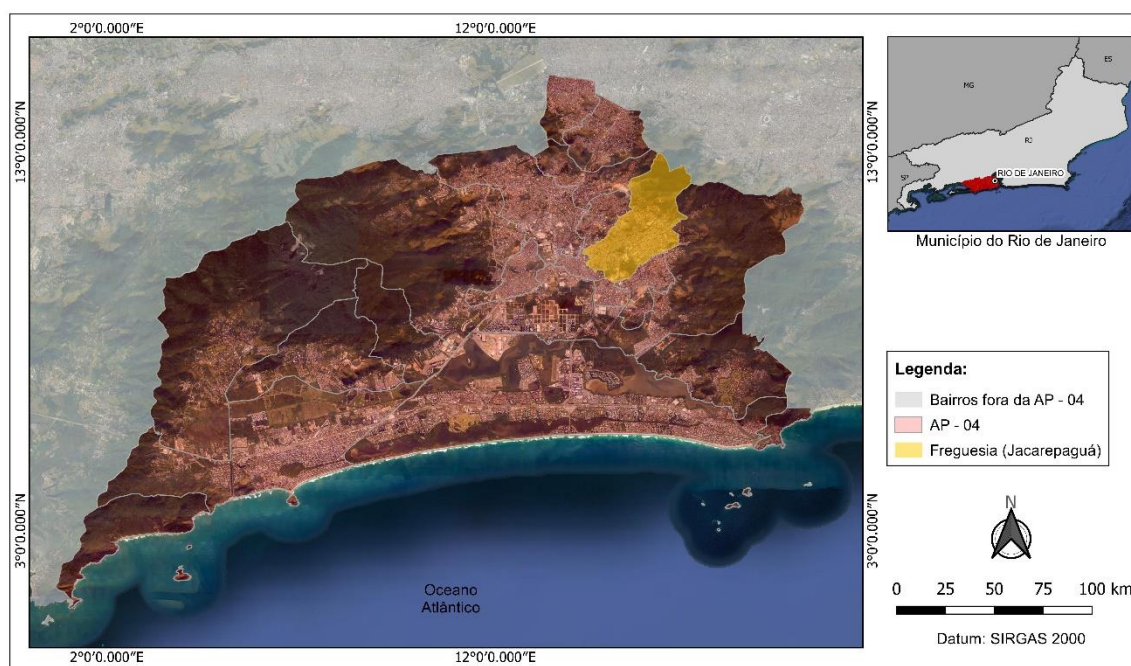 2°0'0.000"E
12°0'0.000"E
13°0'0.000"N
13°0'0.000"N
3°0'0.000"N
3°0'0.000"N
Oceano
Atlântico
2°0'0.000"E
12°0'0.000"E
ES
MG
RJ
SP
RIO DE JANEIRO
Município do Rio de Janeiro
Legenda:
Bairros fora da AP - 04
AP - 04
Freguesia (Jacarepaguá)
N
0 25 50 75 100 km
Datum: SIRGAS 2000